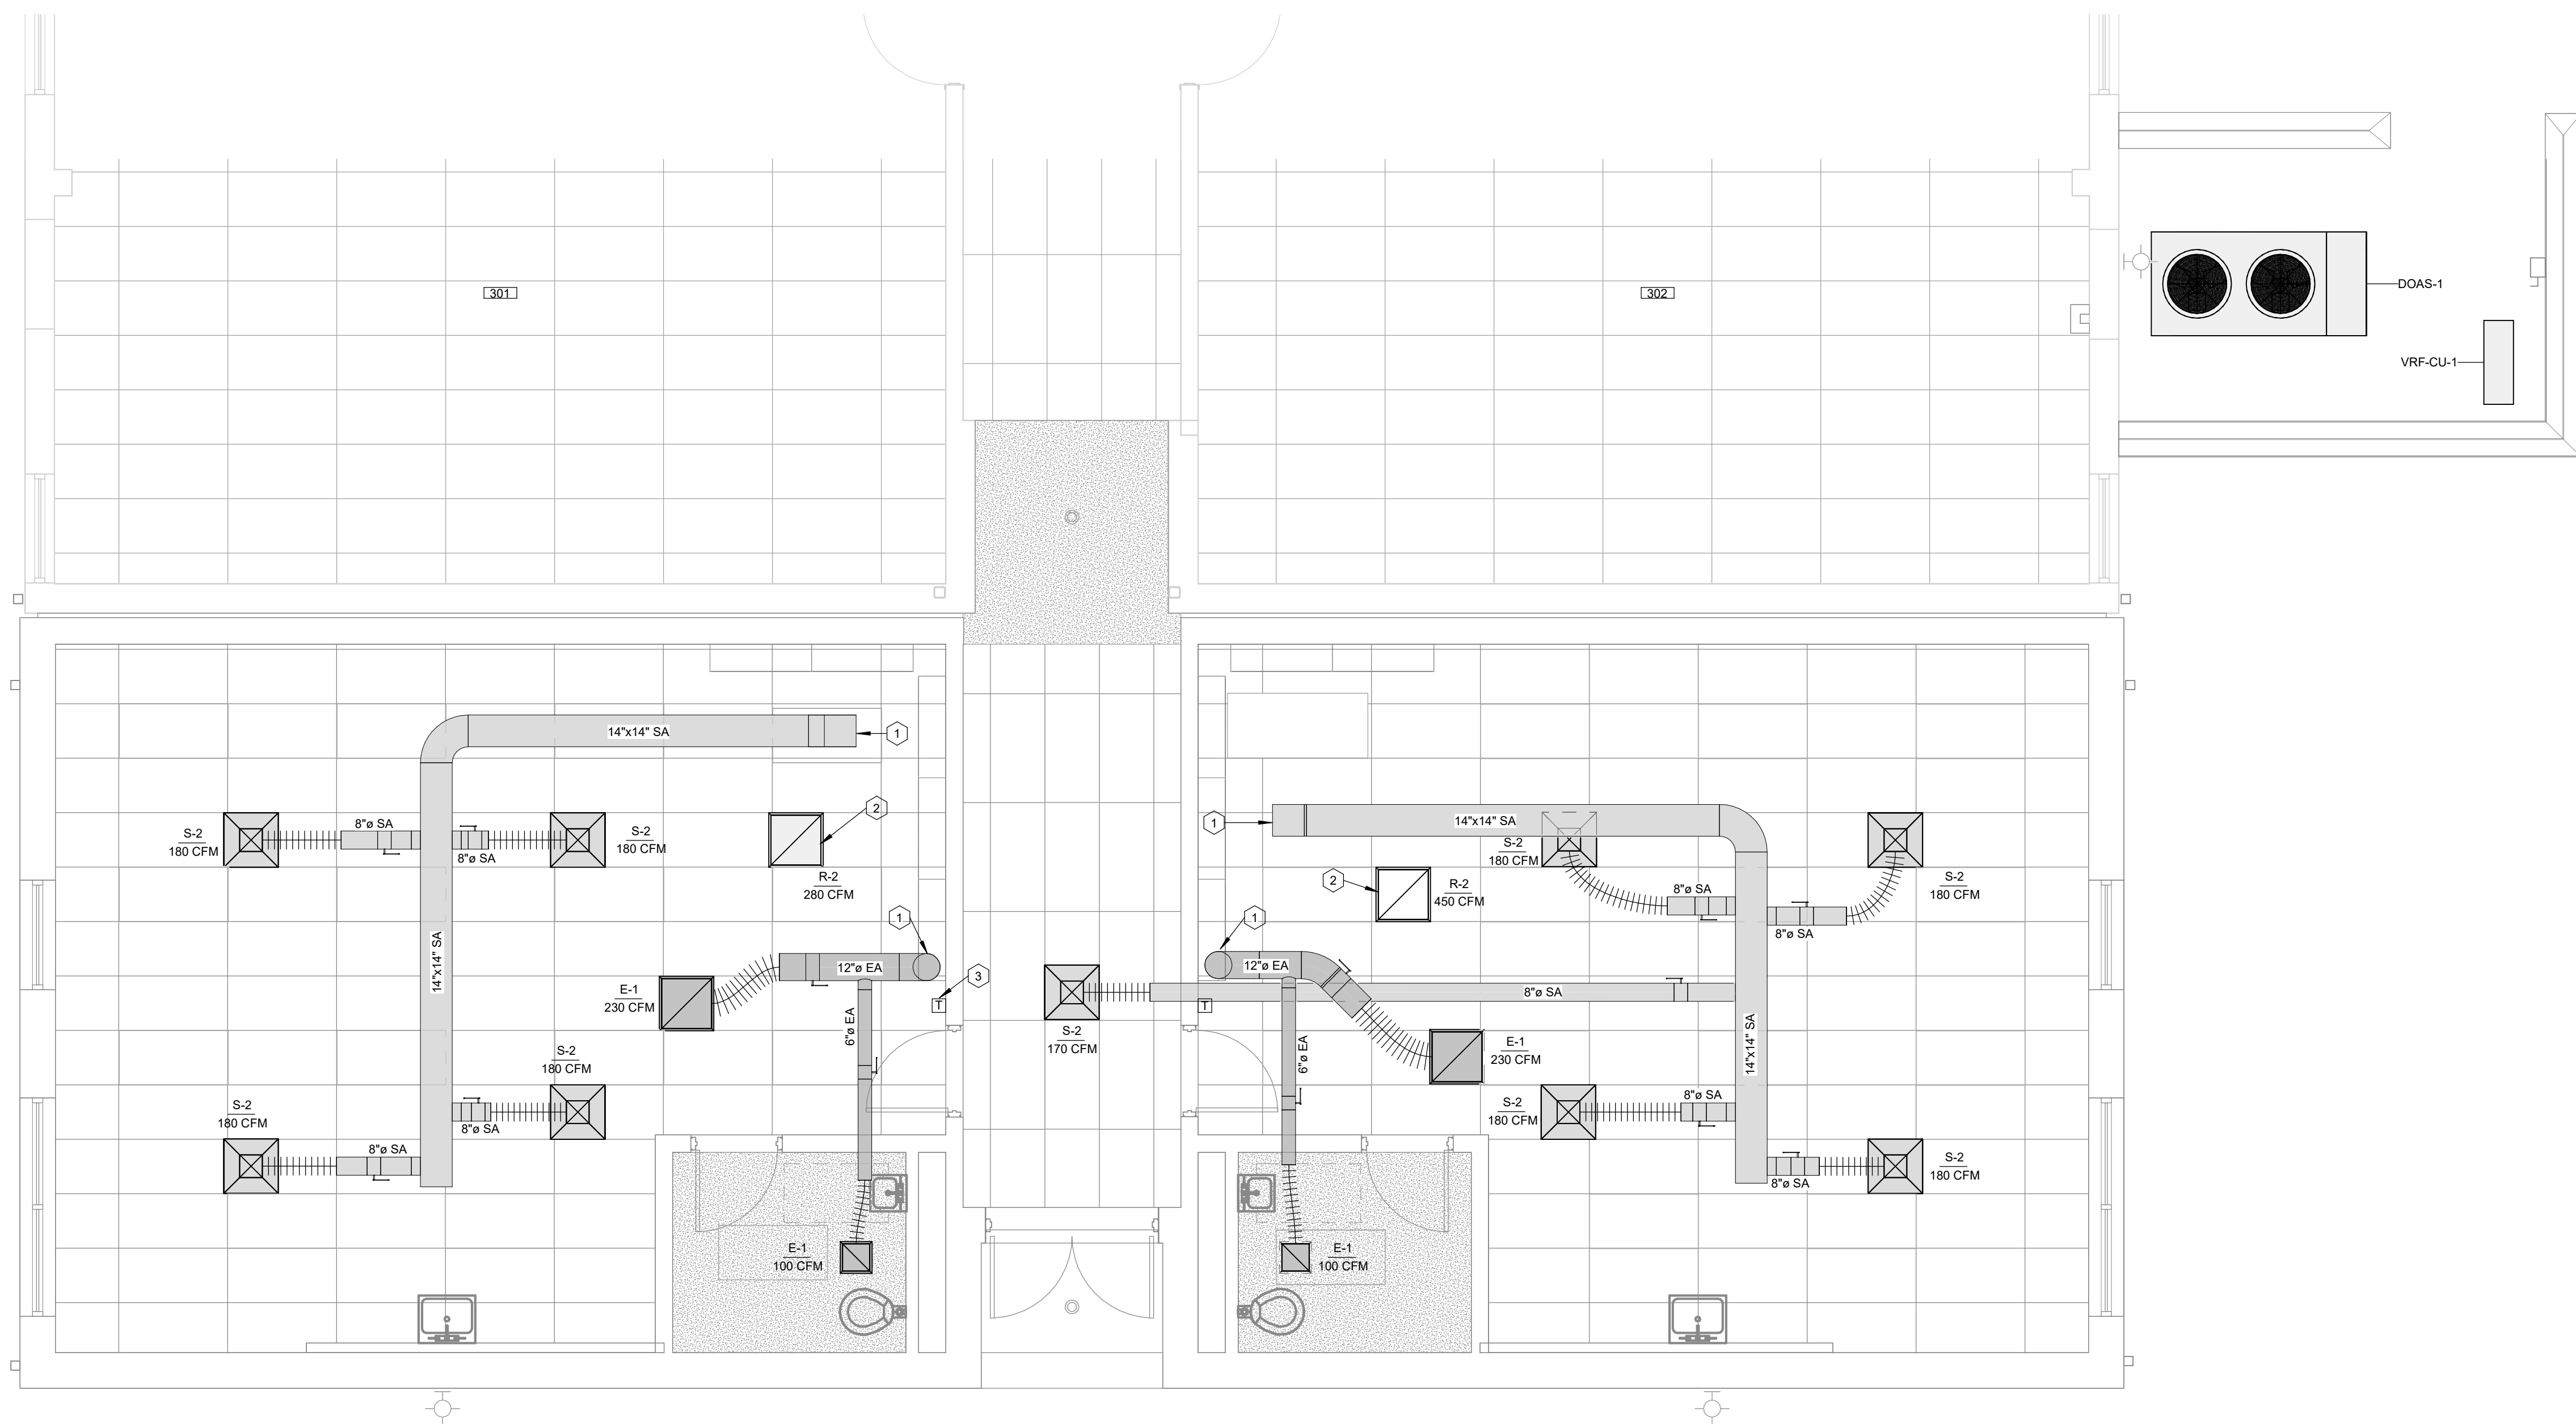 301
302
DOAS-1
VRF-CU-1
14"x14" SA
1
2
S-2
180 CFM
8"ø SA
8"ø SA
S-2
180 CFM
R-2
280 CFM
1
14"x14" SA
12"ø EA
E-1
230 CFM
3
T
6"ø EA
S-2
180 CFM
S-2
180 CFM
8"ø SA
8"ø SA
E-1
100 CFM
S-2
170 CFM
1
14"x14" SA
S-2
180 CFM
S-2
180 CFM
2
R-2
450 CFM
8"ø SA
8"ø SA
1
12"ø EA
8"ø SA
T
6"ø EA
E-1
230 CFM
14"x14" SA
S-2
180 CFM
8"ø SA
8"ø SA
S-2
180 CFM
E-1
100 CFM